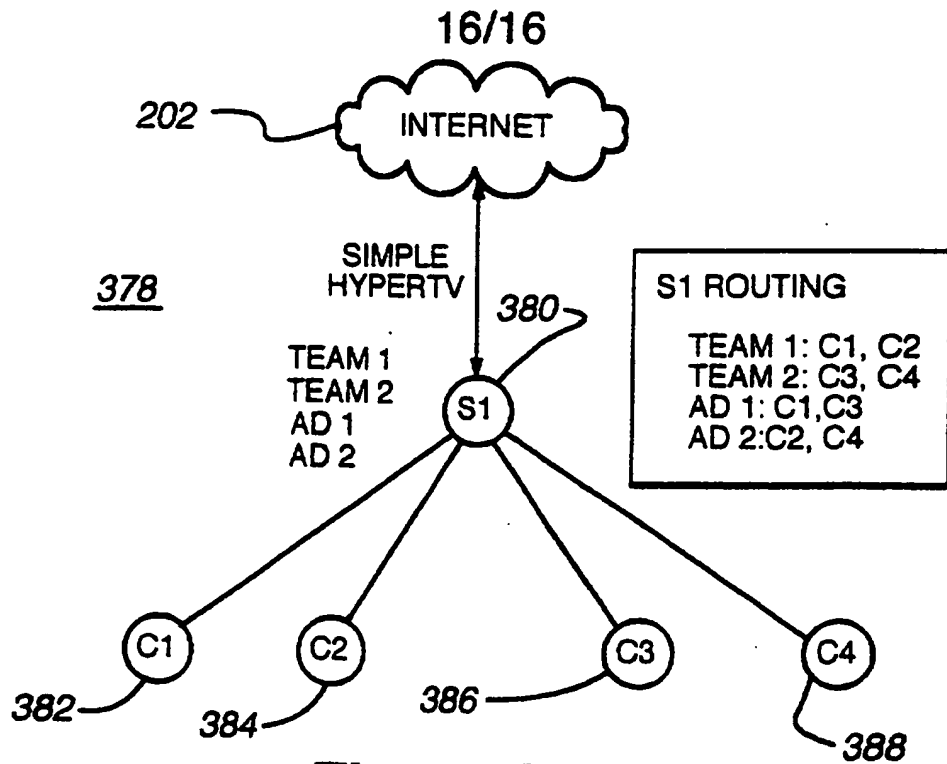 16/16
202
INTERNET
SIMPLE
HYPERTV
378
380
S1 ROUTING
TEAM 1: C1, C2
TEAM 2: C3, C4
AD 1: C1,C3
AD 2:C2, C4
TEAM 1
TEAM 2
AD 1
AD 2
S1
C1
C2
C3
C4
382
384
386
388